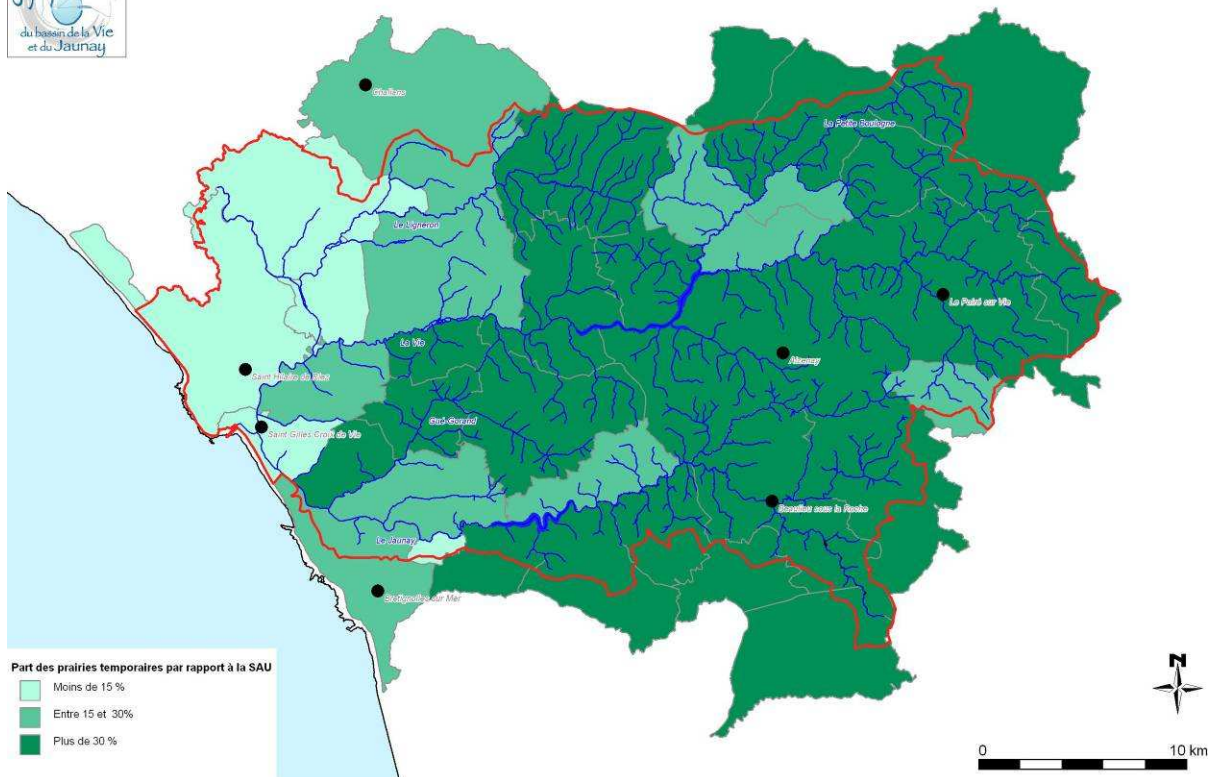 du bassin de la Vie
et du Jaunay
Challans
La Petite Boulogne
Le Ligneron
Le Poiré sur Vie
La Vie
Aizenay
Saint Hilaire de Riez
Gué-Gorand
Saint Gilles Croix de Vie
Beaulieu sous la Roche
Le Jaunay
Bretignolles sur Mer
Part des prairies temporaires par rapport à la SAU
Moins de 15 %
Entre 15 et 30%
Plus de 30 %
N
0 10 km